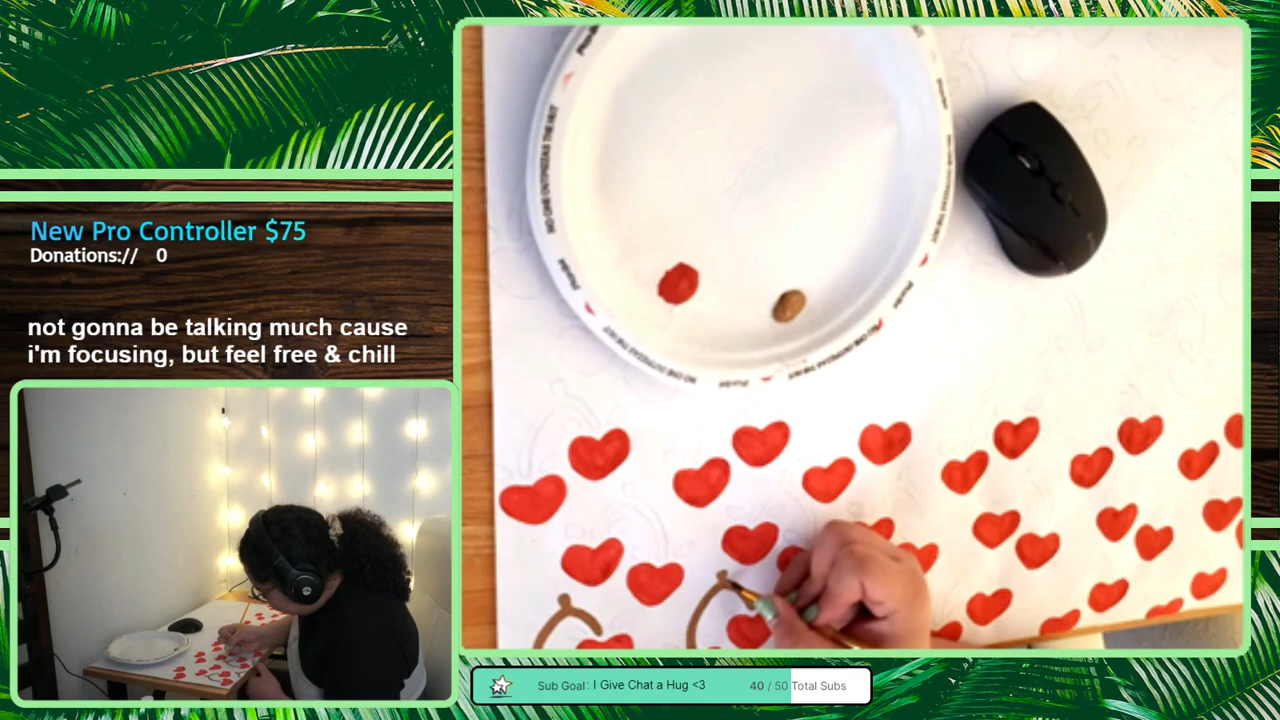 New Pro Controller $75
Donations:// 0
not gonna be talking much cause
i'm focusing, but feel free & chill
Sub Goal: I Give Chat a Hug <3 40 / 50 Total Subs